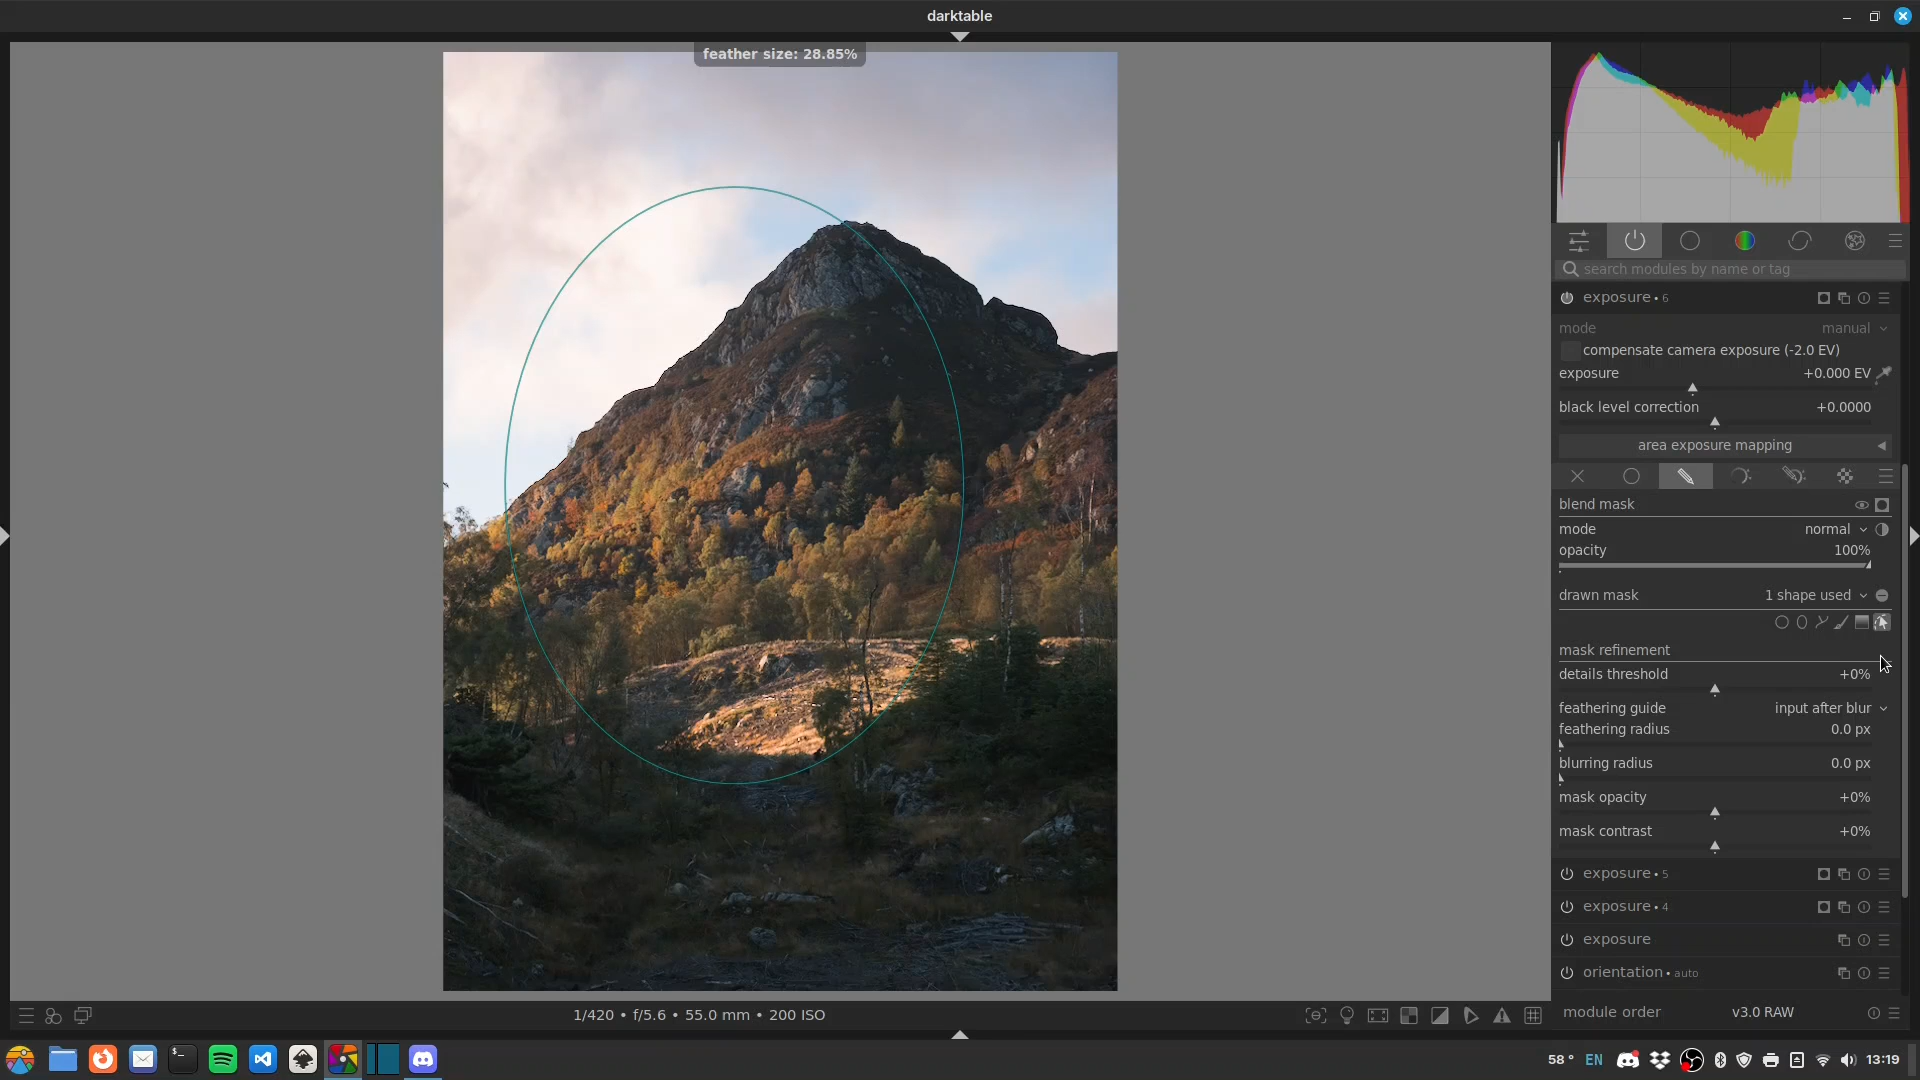 darktable
feather size: 28.85%
search modules by name or tag
exposure • 6
mode manual
compensate camera exposure (-2.0 EV)
exposure +0.000 EV
black level correction +0.0000
area exposure mapping
blend mask
mode normal
opacity 100%
drawn mask 1 shape used
mask refinement
details threshold +0%
feathering guide input after blur
feathering radius 0.0 px
blurring radius 0.0 px
mask opacity +0%
mask contrast +0%
exposure • 5
exposure • 4
exposure
orientation • auto
1/420 • f/5.6 • 55.0 mm • 200 ISO
module order v3.0 RAW
58 ° EN 13:19